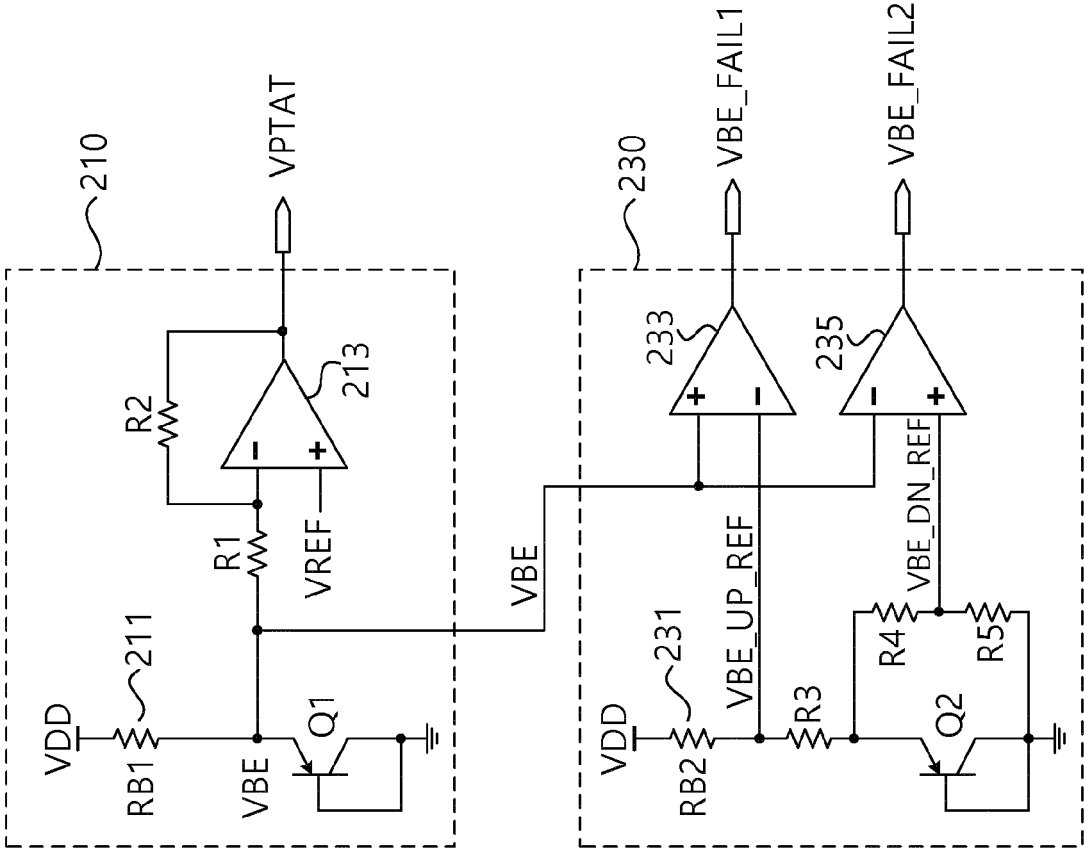 210
VPTAT
R2
213
R1
VREF
VDD
211
RB1
VBE
Q1
VBE
230
VBE_FAIL1
VBE_FAIL2
233
235
+
-
-
+
-
+
VBE_UP_REF
VBE_DN_REF
VDD
231
RB2
R3
R4
R5
Q2